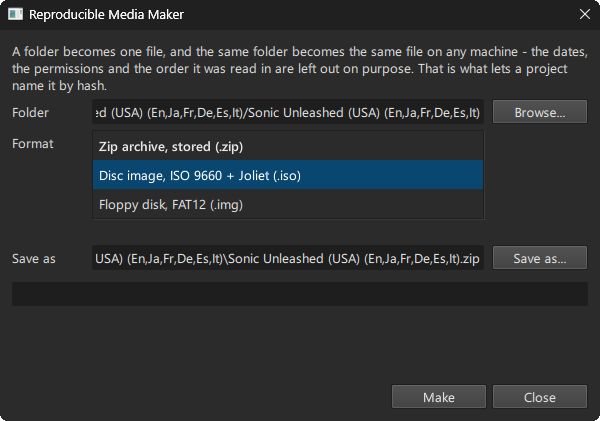 Reproducible Media Maker
A folder becomes one file, and the same folder becomes the same file on any machine - the dates,
the permissions and the order it was read in are left out on purpose. That is what lets a project
name it by hash.
Folder
ed (USA) (En,Ja,Fr,De,Es,It)/Sonic Unleashed (USA) (En,Ja,Fr,De,Es,It)
Browse...
Format
Zip archive, stored (.zip)
Disc image, ISO 9660 + Joliet (.iso)
Floppy disk, FAT12 (.img)
Save as
USA) (En,Ja,Fr,De,Es,It)\Sonic Unleashed (USA) (En,Ja,Fr,De,Es,It).zip
Save as...
Make
Close